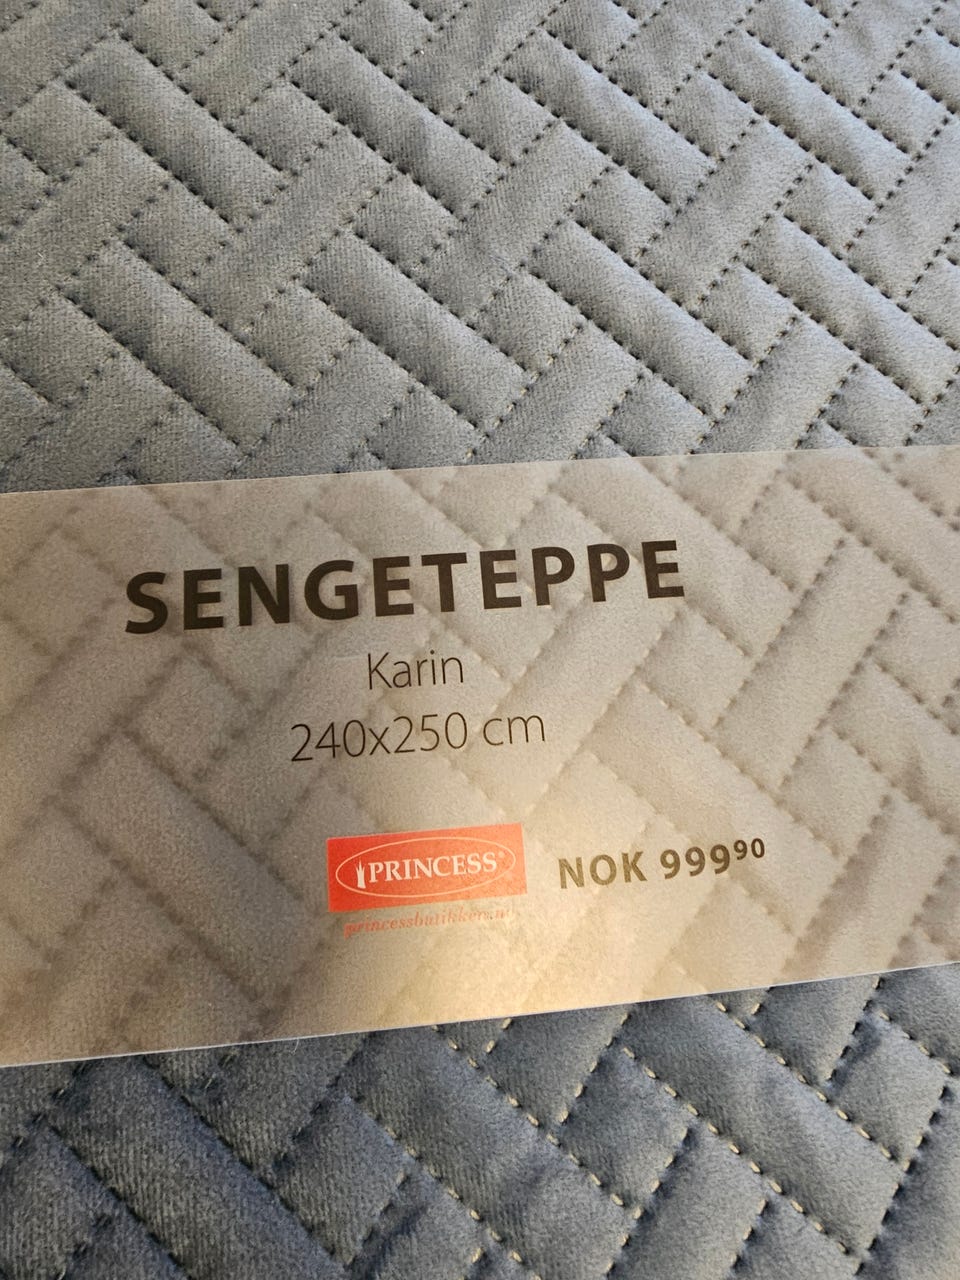 SENGETEPPE
Karin
240x250 cm
PRINCESS®
NOK 999⁹⁰